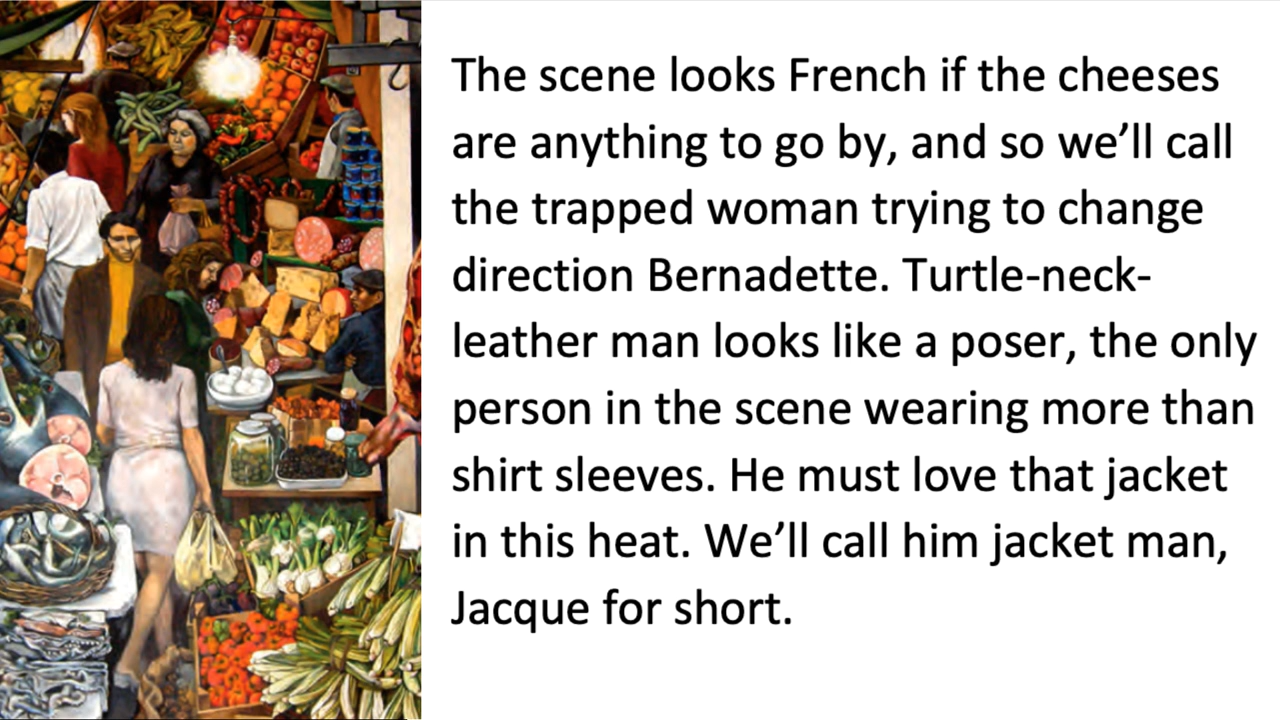 The scene looks French if the cheeses
are anything to go by, and so we’ll call
the trapped woman trying to change
direction Bernadette. Turtle-neck-
leather man looks like a poser, the only
person in the scene wearing more than
shirt sleeves. He must love that jacket
in this heat. We’ll call him jacket man,
Jacque for short.